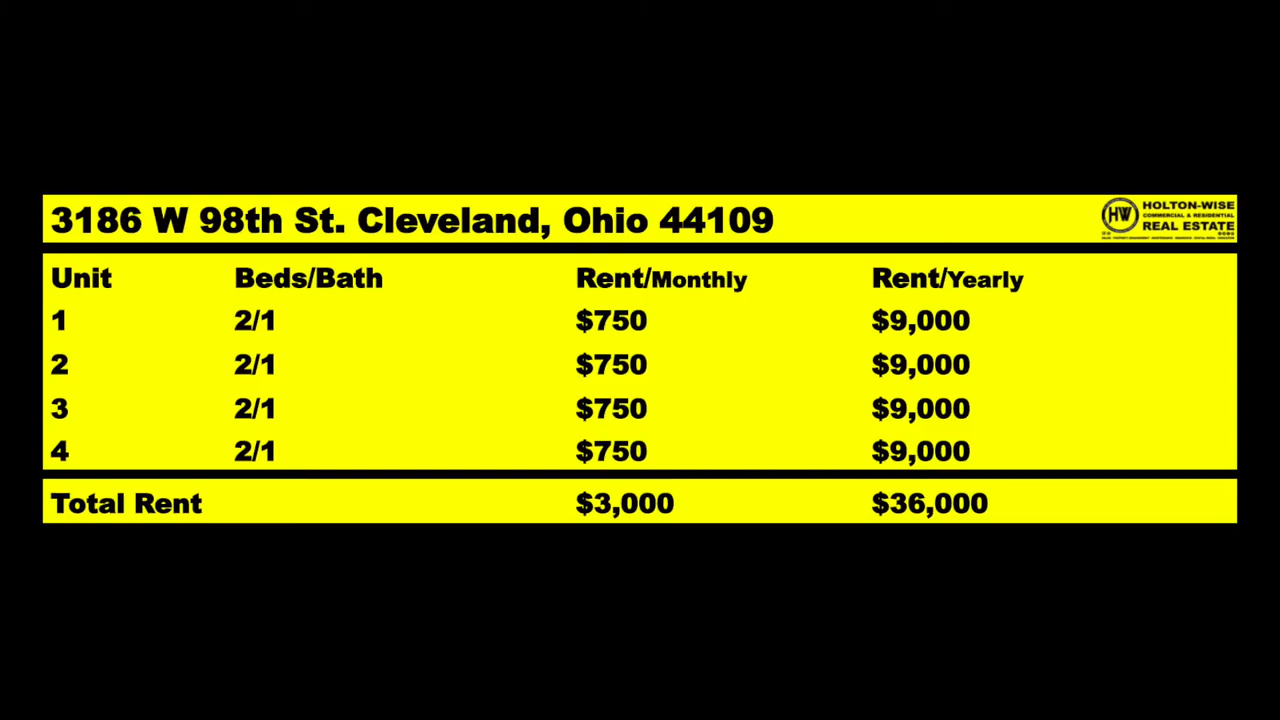 3186 W 98th St. Cleveland, Ohio 44109
HOLTON-WISE
COMMERCIAL & RESIDENTIAL
REAL ESTATE
HW
Unit Beds/Bath Rent/Monthly Rent/Yearly
1 2/1 $750 $9,000
2 2/1 $750 $9,000
3 2/1 $750 $9,000
4 2/1 $750 $9,000
Total Rent $3,000 $36,000